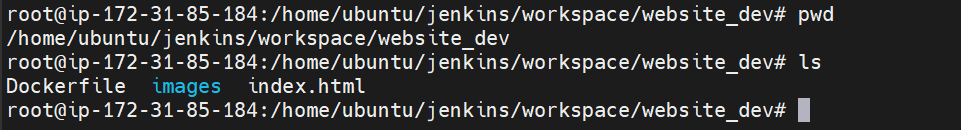 root@ip-172-31-85-184:/home/ubuntu/jenkins/workspace/website_dev# pwd
/home/ubuntu/jenkins/workspace/website_dev
root@ip-172-31-85-184:/home/ubuntu/jenkins/workspace/website_dev# ls
Dockerfile  images  index.html
root@ip-172-31-85-184:/home/ubuntu/jenkins/workspace/website_dev#